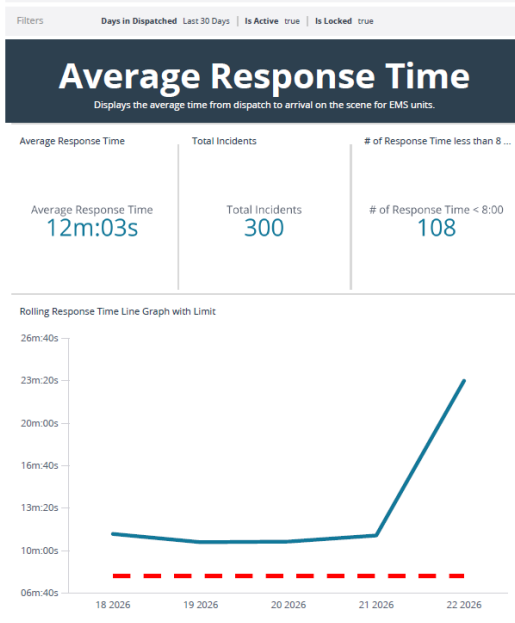 Filters Days in Dispatched Last 30 Days | Is Active true | Is Locked true
Average Response Time
Displays the average time from dispatch to arrival on the scene for EMS units.
Average Response Time
Total Incidents
# of Response Time less than 8 ...
Average Response Time
12m:03s
Total Incidents
300
# of Response Time < 8:00
108
Rolling Response Time Line Graph with Limit
26m:40s
23m:20s
20m:00s
16m:40s
13m:20s
10m:00s
06m:40s
18 2026 19 2026 20 2026 21 2026 22 2026